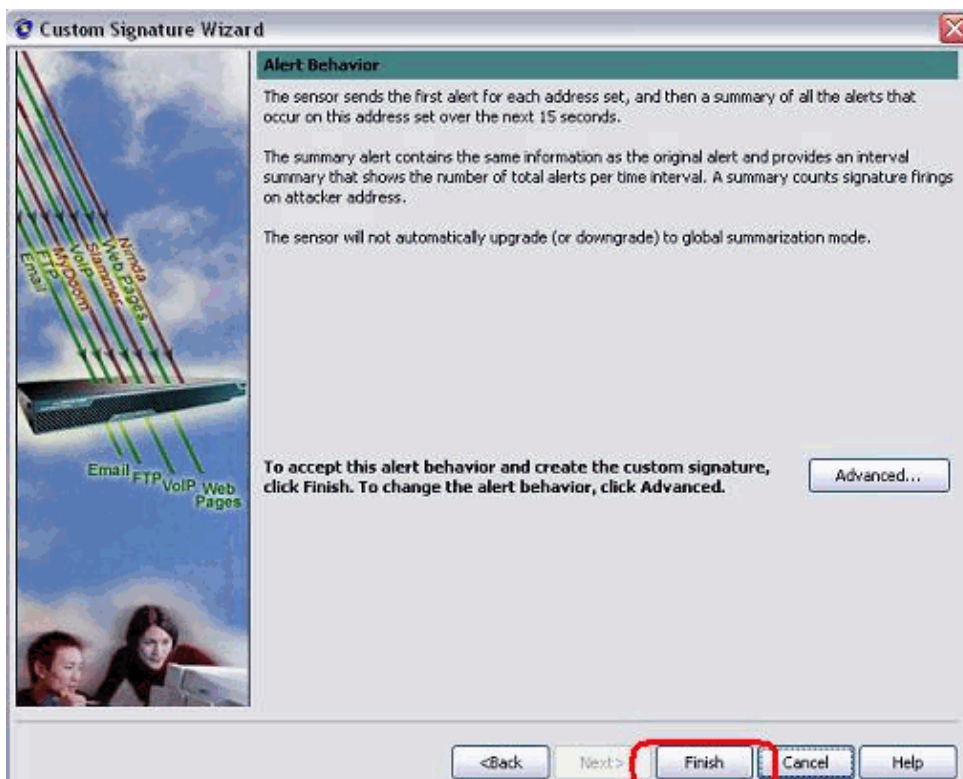 Custom Signature Wizard
Alert Behavior
The sensor sends the first alert for each address set, and then a summary of all the alerts that
occur on this address set over the next 15 seconds.
The summary alert contains the same information as the original alert and provides an interval
summary that shows the number of total alerts per time interval. A summary counts signature firings
on attacker address.
The sensor will not automatically upgrade (or downgrade) to global summarization mode.
Nimda
Web Pages
Slammer
VoIP
MyDoom
FTP
Email
Email
FTP
VoIP
Web
Pages
To accept this alert behavior and create the custom signature,
click Finish. To change the alert behavior, click Advanced.
Advanced...
<Back
Next>
Finish
Cancel
Help